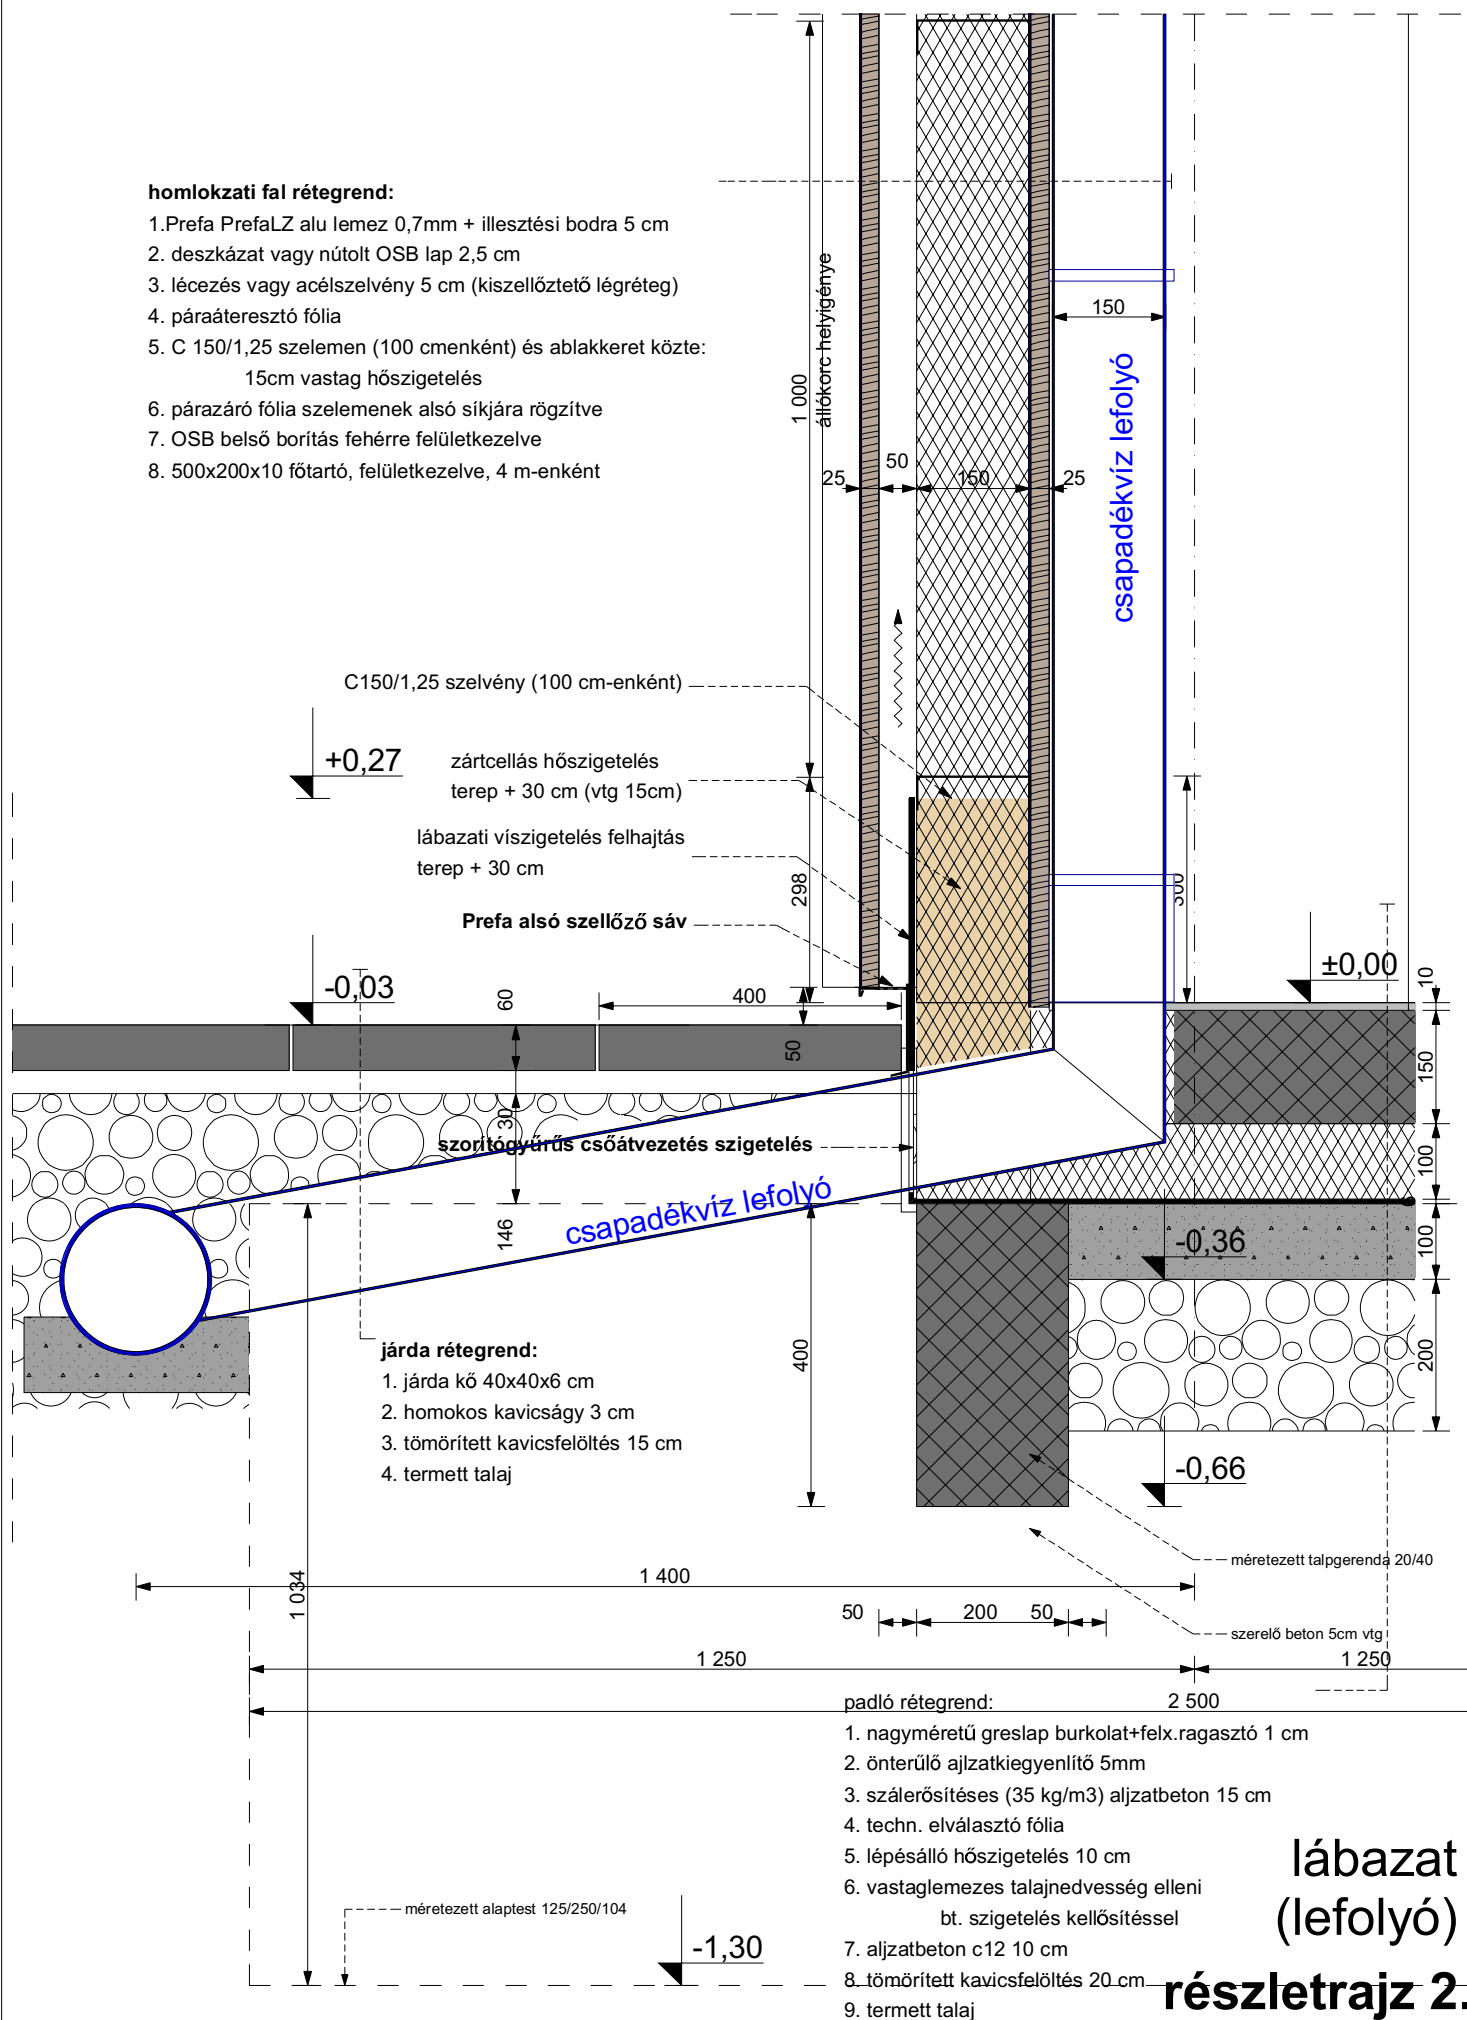 homlokzati fal rétegrend:
1.Prefa PrefaLZ alu lemez 0,7mm + illesztési bodra 5 cm
2. deszkázat vagy nútolt OSB lap 2,5 cm
3. lécezés vagy acélszelvény 5 cm (kiszellőztető légréteg)
4. páraáteresztó fólia
5. C 150/1,25 szelemen (100 cmenként) és ablakkeret közte:
15cm vastag hőszigetelés
6. párazáró fólia szelemenek alsó síkjára rögzítve
7. OSB belső borítás fehérre felületkezelve
8. 500x200x10 főtartó, felületkezelve, 4 m-enként
1 000
állókorc helyigénye
150
csapadékvíz lefolyó
25
50
150
25
C150/1,25 szelvény (100 cm-enként)
+0,27
zártcellás hőszigetelés
terep + 30 cm (vtg 15cm)
lábazati víszigetelés felhajtás
terep + 30 cm
298
300
Prefa alsó szellőző sáv
-0,03
±0,00
10
60
400
50
150
30
szorítógyűrűs csőátvezetés szigetelés
100
csapadékvíz lefolyó
146
-0,36
100
400
200
járda rétegrend:
1. járda kő 40x40x6 cm
2. homokos kavicságy 3 cm
3. tömörített kavicsfelöltés 15 cm
4. termett talaj
-0,66
méretezett talpgerenda 20/40
1 400
1 034
50
200
50
szerelő beton 5cm vtg
1 250
1 250
2 500
padló rétegrend:
1. nagyméretű greslap burkolat+felx.ragasztó 1 cm
2. önterűlő ajlzatkiegyenlítő 5mm
3. szálerősítéses (35 kg/m3) aljzatbeton 15 cm
4. techn. elválasztó fólia
5. lépésálló hőszigetelés 10 cm
6. vastaglemezes talajnedvesség elleni
bt. szigetelés kellősítéssel
7. aljzatbeton c12 10 cm
8. tömörített kavicsfelöltés 20 cm
9. termett talaj
méretezett alaptest 125/250/104
-1,30
lábazat
(lefolyó)
részletrajz 2.